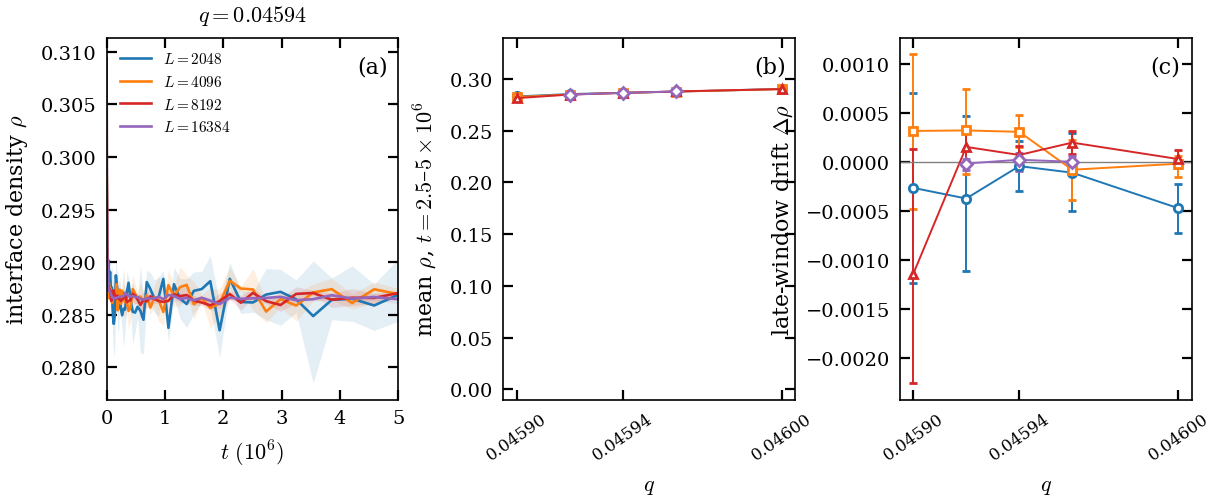 q = 0.04594
(a)
L = 2048
L = 4096
L = 8192
L = 16384
interface density ρ
0.310
0.305
0.300
0.295
0.290
0.285
0.280
0 1 2 3 4 5
t (10^6)
(b)
mean ρ, t = 2.5–5 × 10^6
0.30
0.25
0.20
0.15
0.10
0.05
0.00
0.04590 0.04594 0.04600
q
(c)
late-window drift Δρ
0.0010
0.0005
0.0000
−0.0005
−0.0010
−0.0015
−0.0020
0.04590 0.04594 0.04600
q